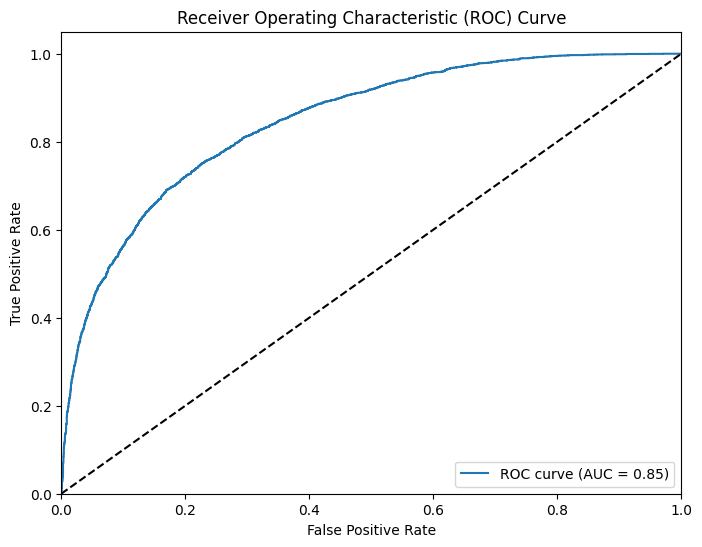 Receiver Operating Characteristic (ROC) Curve
1.0
0.8
0.6
0.4
0.2
0.0
True Positive Rate
ROC curve (AUC = 0.85)
0.0 0.2 0.4 0.6 0.8 1.0
False Positive Rate